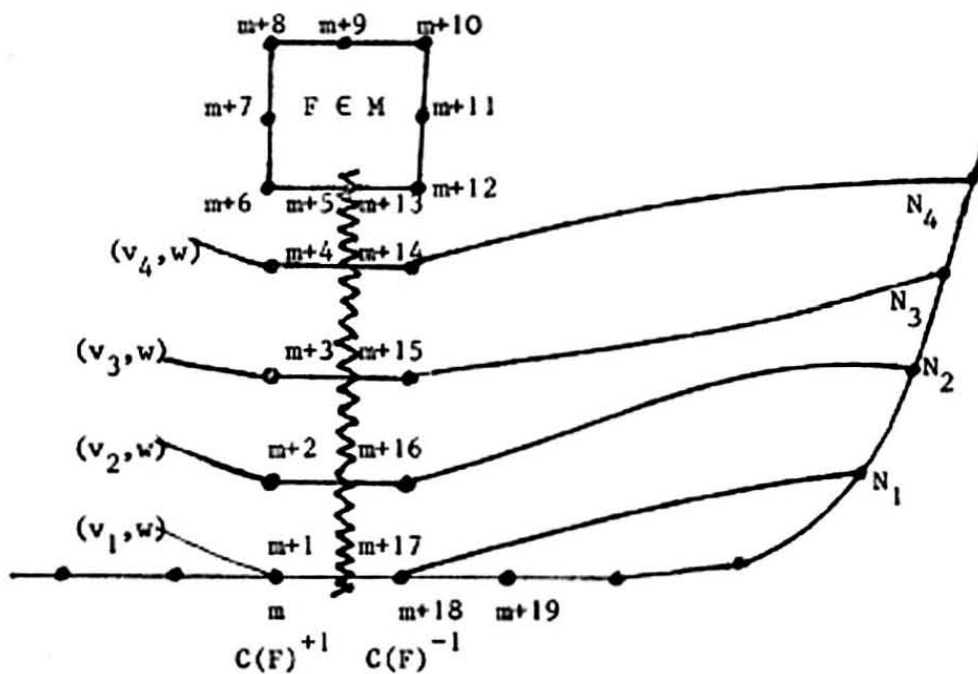 m+8 m+9 m+10
m+7 F ∈ M m+11
m+6 m+5 m+13 m+12
(v₄,w) m+4 m+14 N₄
(v₃,w) m+3 m+15 N₃
(v₂,w) m+2 m+16 N₂
(v₁,w) m+1 m+17 N₁
m m+18 m+19
C(F)⁺¹ C(F)⁻¹